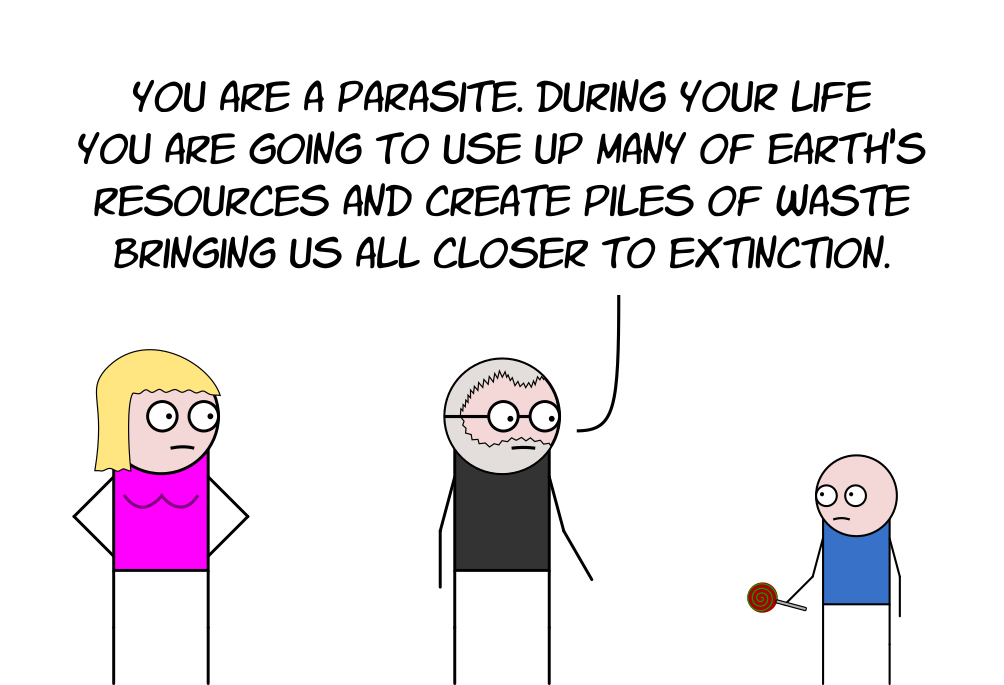 YOU ARE A PARASITE. DURING YOUR LIFE
YOU ARE GOING TO USE UP MANY OF EARTH'S
RESOURCES AND CREATE PILES OF WASTE
BRINGING US ALL CLOSER TO EXTINCTION.